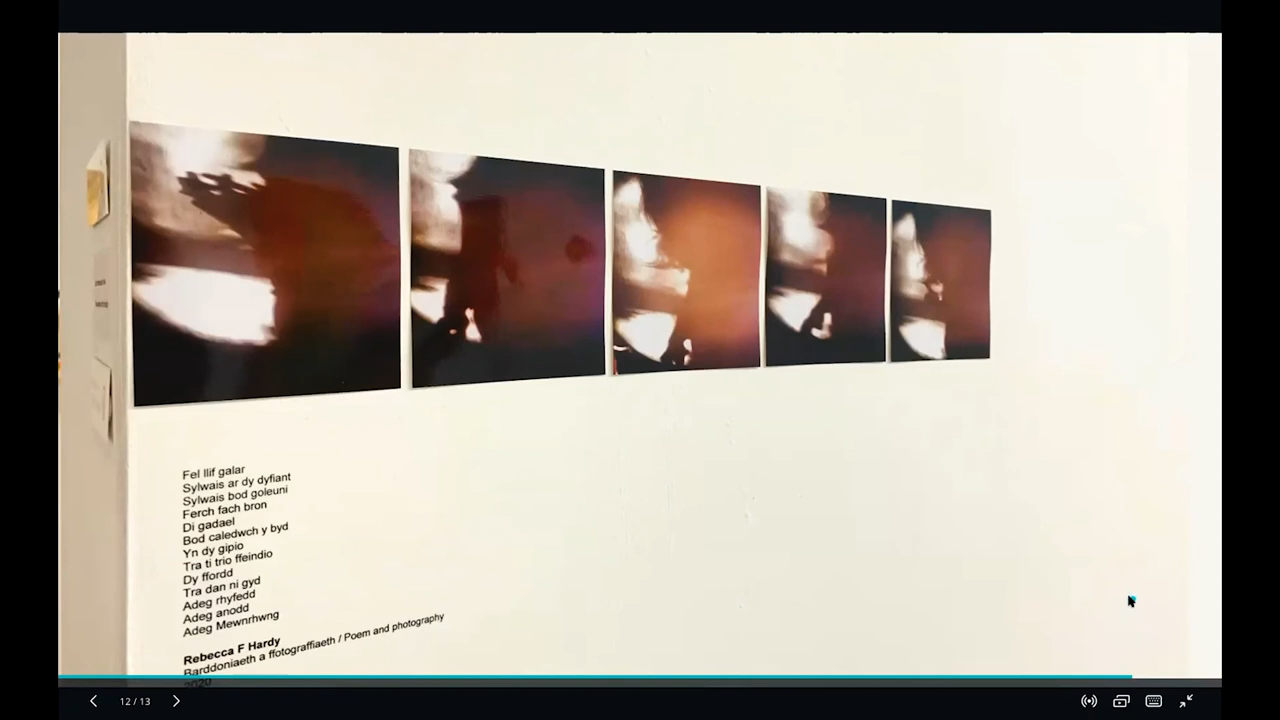 Fel llif galar
Sylwais ar dy dyfiant
Sylwais bod goleuni
Ferch fach bron
Di gadael
Bod caledwch y byd
Yn dy gipio
Tra ti trio ffeindio
Dy ffordd
Tra dan ni gyd
Adeg rhyfedd
Adeg anodd
Adeg Mewnrhwng
Rebecca F Hardy
Barddoniaeth a ffotograffiaeth / Poem and photography
2020
12 / 13